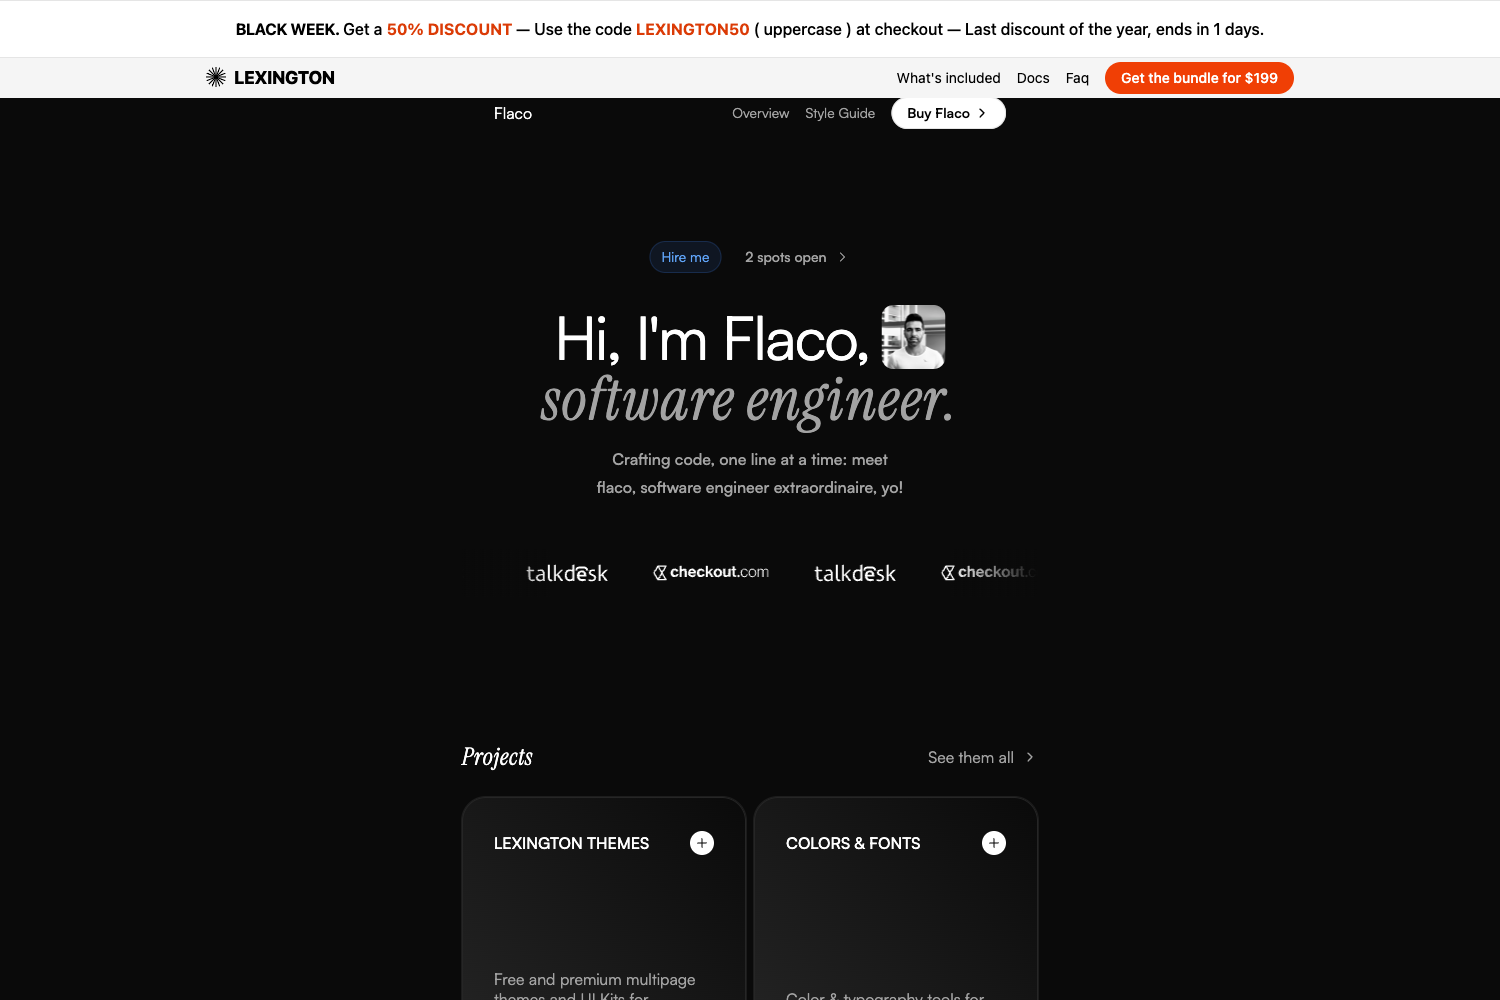 BLACK WEEK. Get a 50% DISCOUNT — Use the code LEXINGTON50 ( uppercase ) at checkout — Last discount of the year, ends in 1 days.
LEXINGTON What's included Docs Faq Get the bundle for $199
Flaco Overview Style Guide Buy Flaco
Hire me 2 spots open
Hi, I'm Flaco,
software engineer.
Crafting code, one line at a time: meet
flaco, software engineer extraordinaire, yo!
talkdesk checkout.com talkdesk checkout.c
Projects See them all
LEXINGTON THEMES COLORS & FONTS
Free and premium multipage
themes and UI Kits for Color & typography tools for